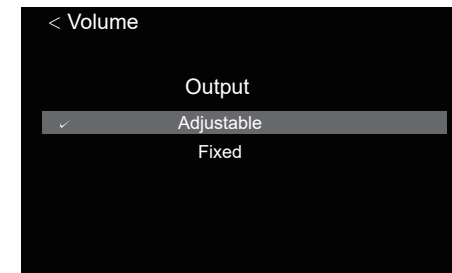 < Volume
Output
✓ Adjustable
Fixed